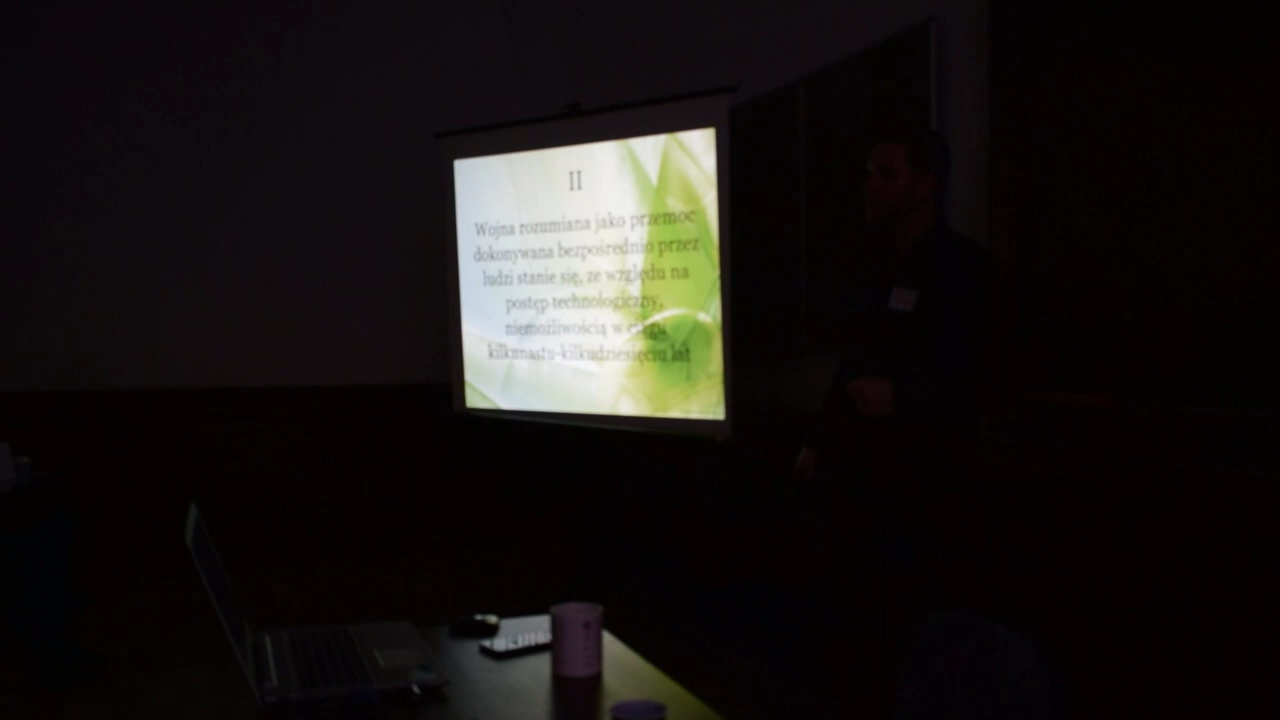 II
Wojna rozumiana jako przemoc
dokonywana bezpośrednio przez
ludzi stanie się, ze względu na
postęp technologiczny,
niemożliwością w ciągu
kilkunastu-kilkudziesięciu lat